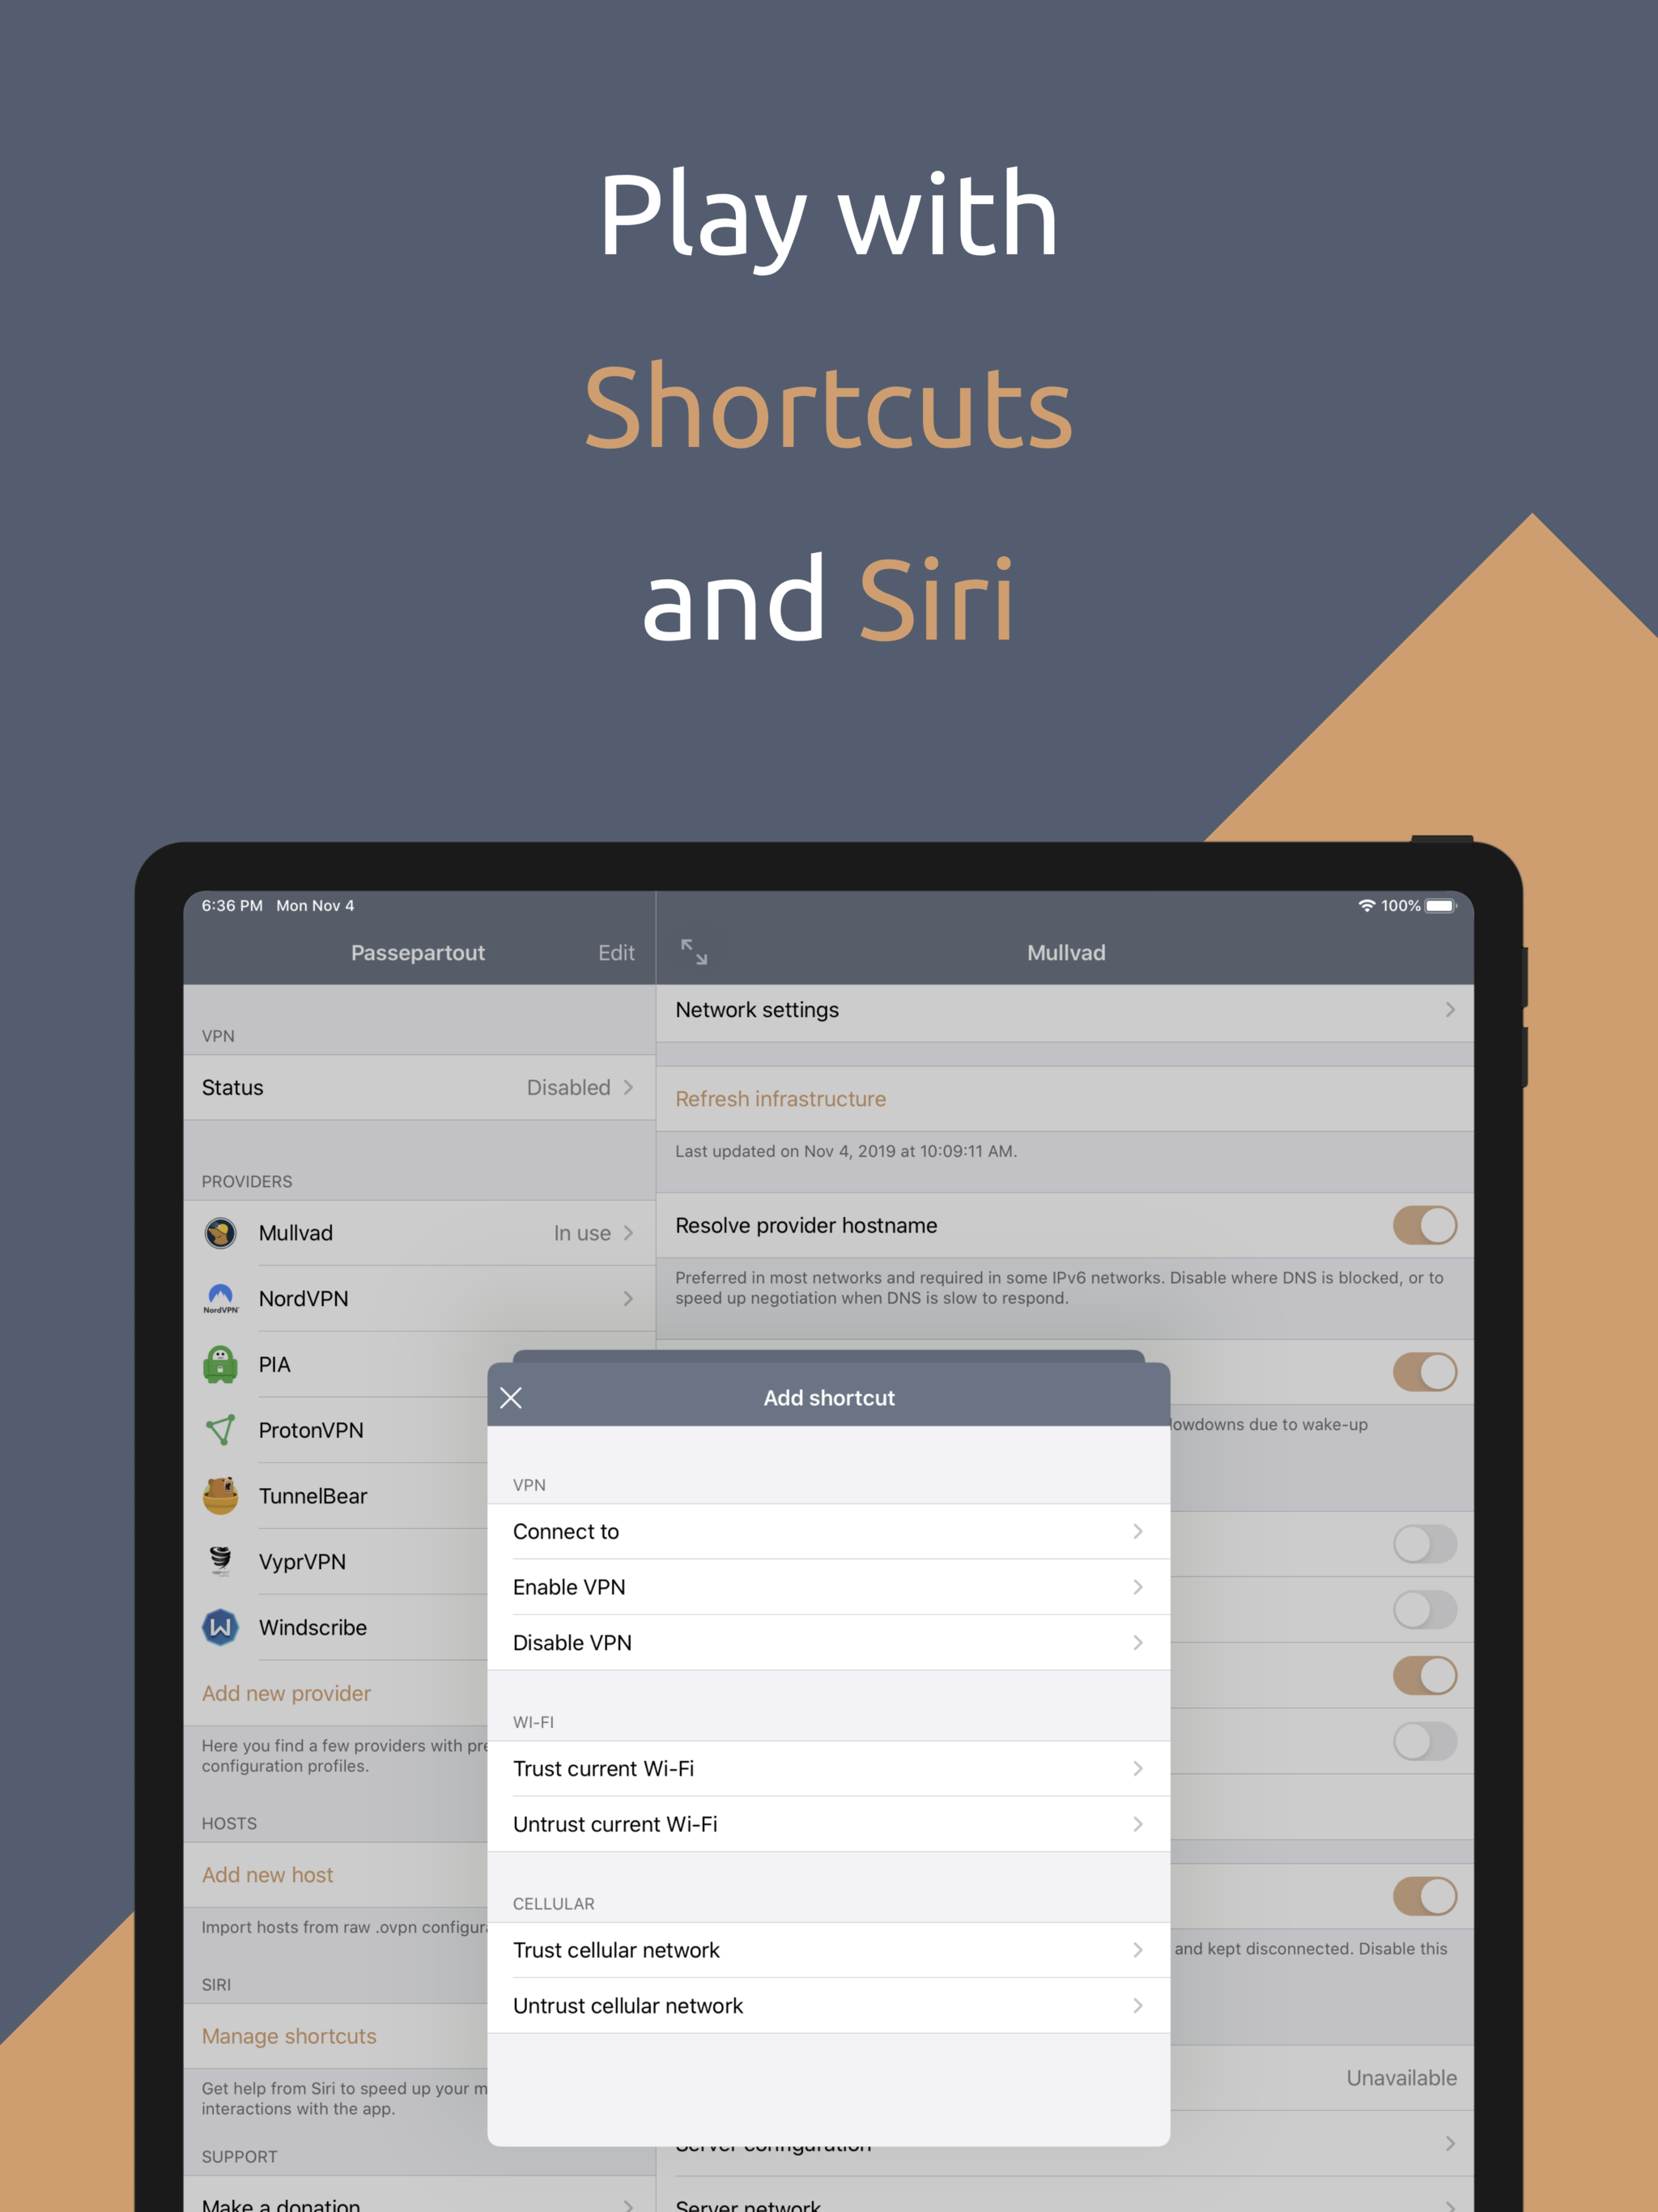 Play with
Shortcuts
and Siri
6:36 PM Mon Nov 4
100%
Passepartout
Edit
Mullvad
VPN
Status
Disabled
PROVIDERS
Mullvad
In use
NordVPN
NordVPN
PIA
ProtonVPN
TunnelBear
VyprVPN
Windscribe
Add new provider
Here you find a few providers with pre
configuration profiles.
HOSTS
Add new host
Import hosts from raw .ovpn configura
SIRI
Manage shortcuts
Get help from Siri to speed up your m
interactions with the app.
SUPPORT
Make a donation
Network settings
Refresh infrastructure
Last updated on Nov 4, 2019 at 10:09:11 AM.
Resolve provider hostname
Preferred in most networks and required in some IPv6 networks. Disable where DNS is blocked, or to
speed up negotiation when DNS is slow to respond.
lowdowns due to wake-up
and kept disconnected. Disable this
Unavailable
Server configuration
Server network
Add shortcut
VPN
Connect to
Enable VPN
Disable VPN
WI-FI
Trust current Wi-Fi
Untrust current Wi-Fi
CELLULAR
Trust cellular network
Untrust cellular network